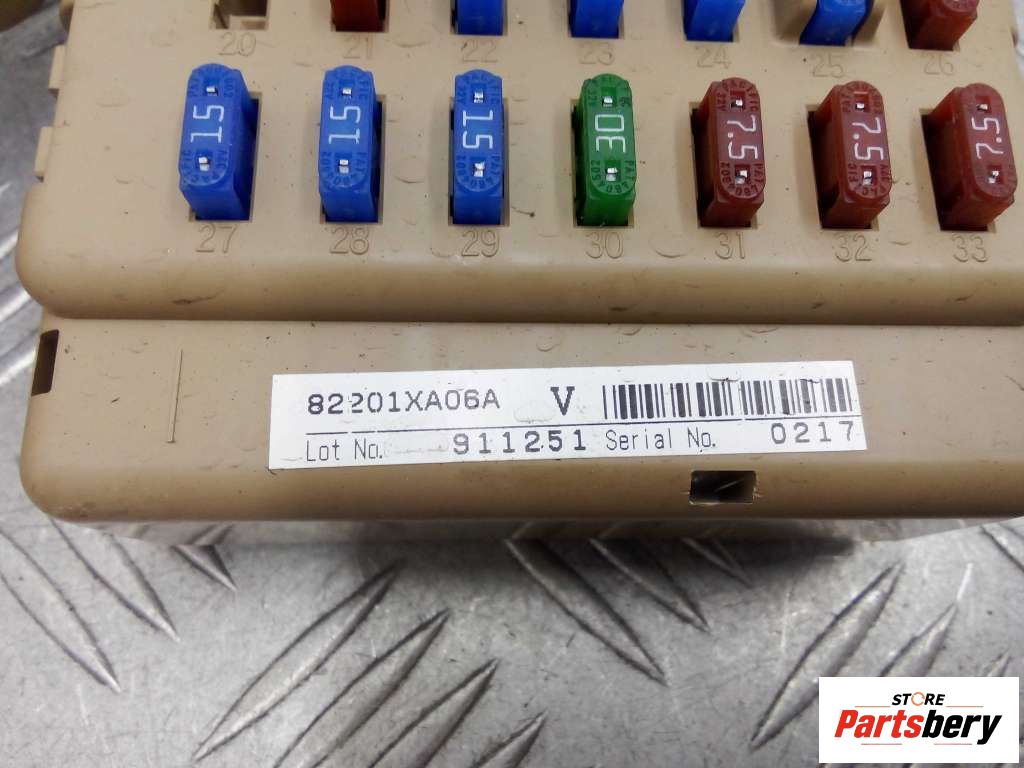 20 21 22 23 24 25 26
15 15 15 30 7.5 7.5 7.5
27 28 29 30 31 32 33
82201XA06A V
Lot No. 911251 Serial No. 0217
STORE
Partsbery